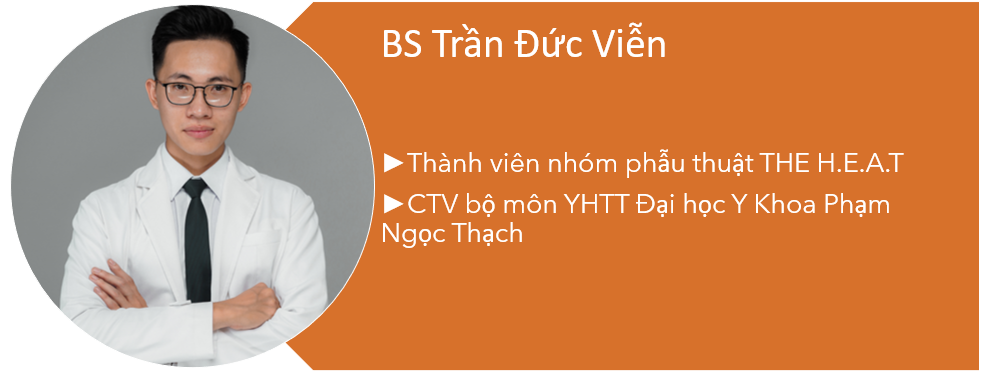 BS Trần Đức Viễn
►Thành viên nhóm phẫu thuật THE H.E.A.T
►CTV bộ môn YHTT Đại học Y Khoa Phạm
Ngọc Thạch